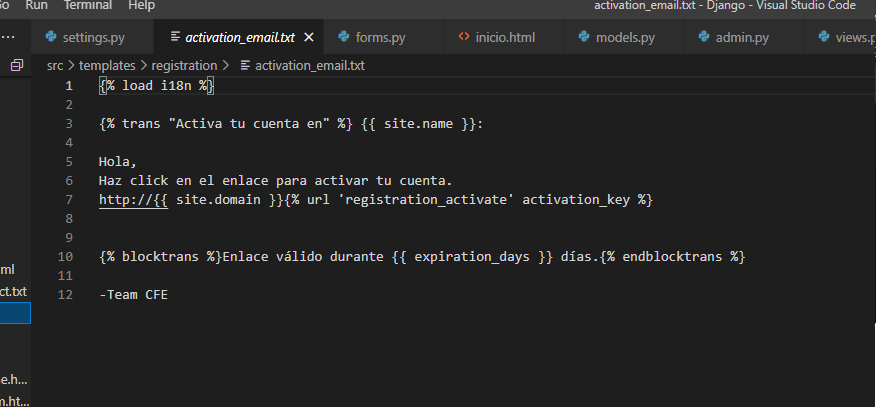 Go Run Terminal Help activation_email.txt - Django - Visual Studio Code
settings.py activation_email.txt forms.py inicio.html models.py admin.py views.p
src > templates > registration > activation_email.txt
1 {% load i18n %}
2
3 {% trans "Activa tu cuenta en" %} {{ site.name }}:
4
5 Hola,
6 Haz click en el enlace para activar tu cuenta.
7 http://{{ site.domain }}{% url 'registration_activate' activation_key %}
8
9
10 {% blocktrans %}Enlace válido durante {{ expiration_days }} días.{% endblocktrans %}
11
12 -Team CFE
ml
ct.txt
e.h...
m.ht...